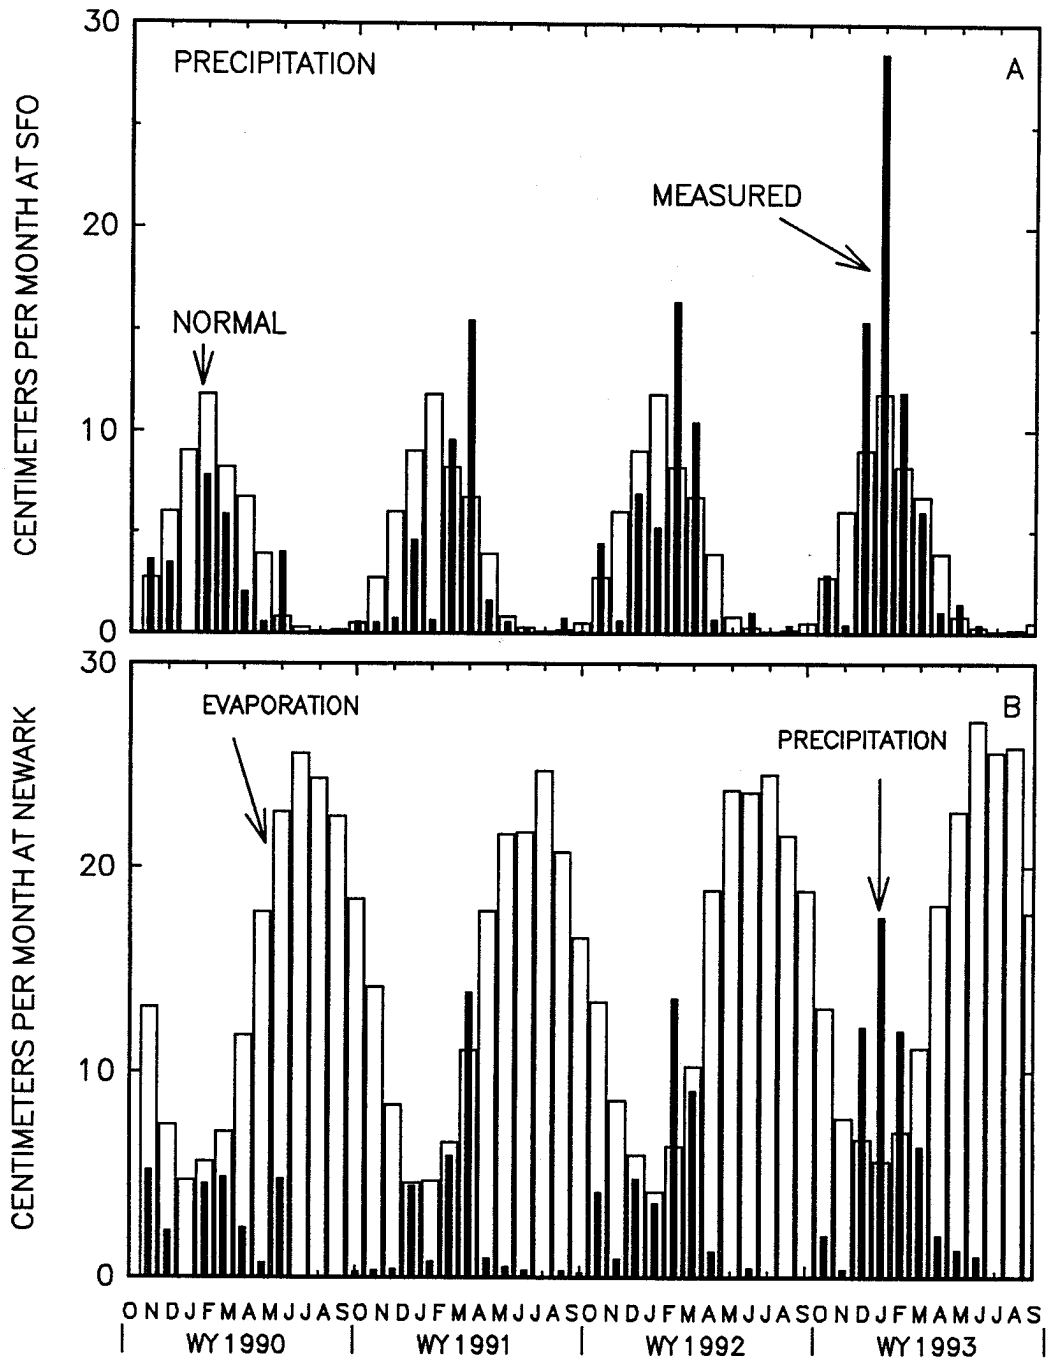 30
PRECIPITATION
A
CENTIMETERS PER MONTH AT SFO
MEASURED
20
NORMAL
10
0
30
EVAPORATION
B
PRECIPITATION
CENTIMETERS PER MONTH AT NEWARK
20
10
0
O N D J F M A M J J A S O N D J F M A M J J A S O N D J F M A M J J A S O N D J F M A M J J A S
WY 1990 WY 1991 WY 1992 WY 1993